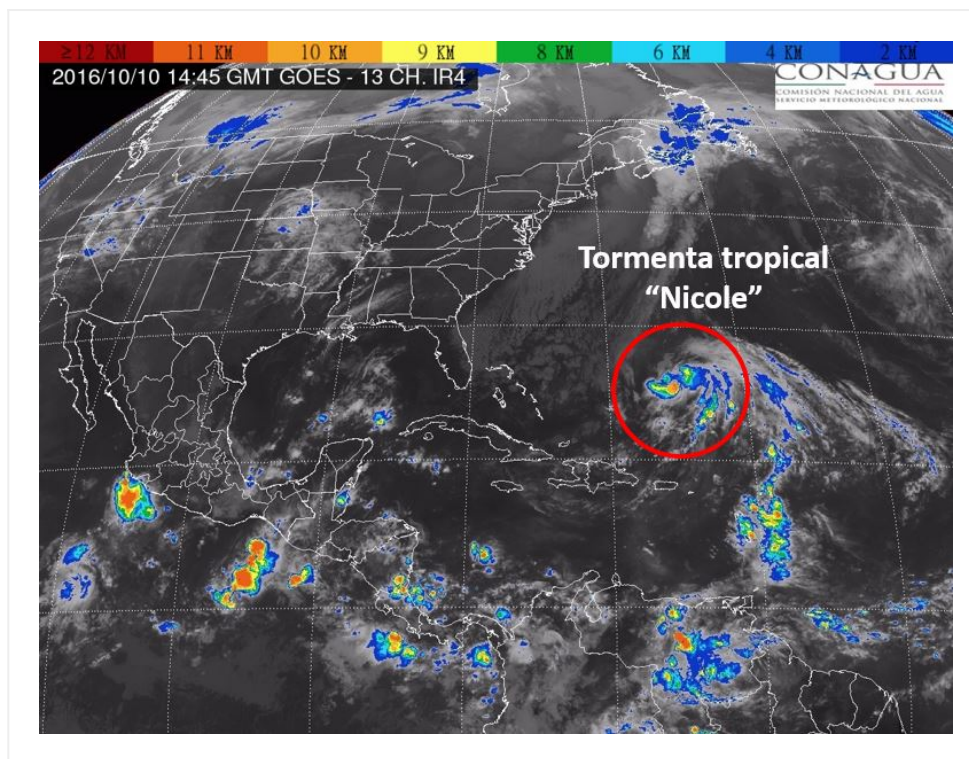 ≥12 KM 11 KM 10 KM 9 KM 8 KM 6 KM 4 KM 2 KM
2016/10/10 14:45 GMT GOES - 13 CH. IR4
CONAGUA
COMISIÓN NACIONAL DEL AGUA
SERVICIO METEOROLÓGICO NACIONAL
Tormenta tropical
“Nicole”